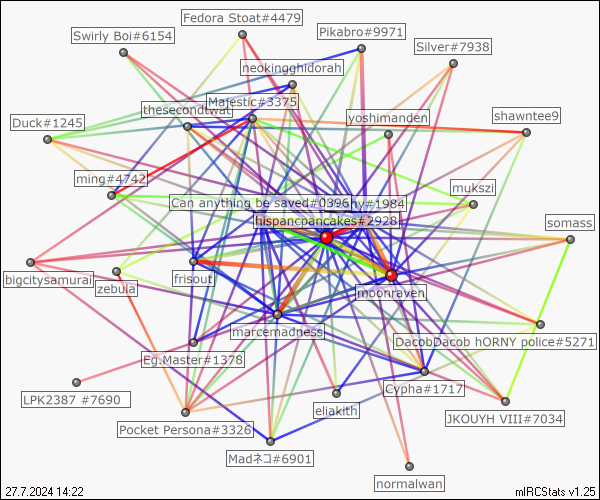 Fedora Stoat#4479
Swirly Boi#6154
Pikabro#9971
Silver#7938
neokingghidorah
Majestic#3375
thesecondtwat
yoshimanden
shawntee9
Duck#1245
ming#4742
mukszi
Can anything be saved#0396
hy#1984
hispancpancakes#2928
somass
bigcitysamurai
zebula
frisout
moonraven
marcemadness
DacobDacob hORNY police#5271
Eg.Master#1378
Cypha#1717
LPK2387 #7690
eliakith
JKOUYH VIII#7034
Pocket Persona#3326
Madネコ#6901
normalwan
27.7.2024 14:22
mIRCStats v1.25